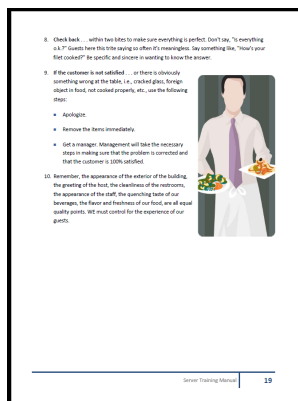 8. Check back . . . within two bites to make sure everything is perfect. Don't say, "Is everything
o.k.?" Guests here this trite saying so often it's meaningless. Say something like, "How's your
filet cooked?" Be specific and sincere in wanting to know the answer.
9. If the customer is not satisfied . . . or there is obviously
something wrong at the table, i.e., cracked glass, foreign
object in food, not cooked properly, etc., use the following
steps:
Apologize.
Remove the items immediately.
Get a manager. Management will take the necessary
steps in making sure that the problem is corrected and
that the customer is 100% satisfied.
10. Remember, the appearance of the exterior of the building,
the greeting of the host, the cleanliness of the restrooms,
the appearance of the staff, the quenching taste of our
beverages, the flavor and freshness of our food, are all equal
quality points. WE must control for the experience of our
guests.
Server Training Manual 19